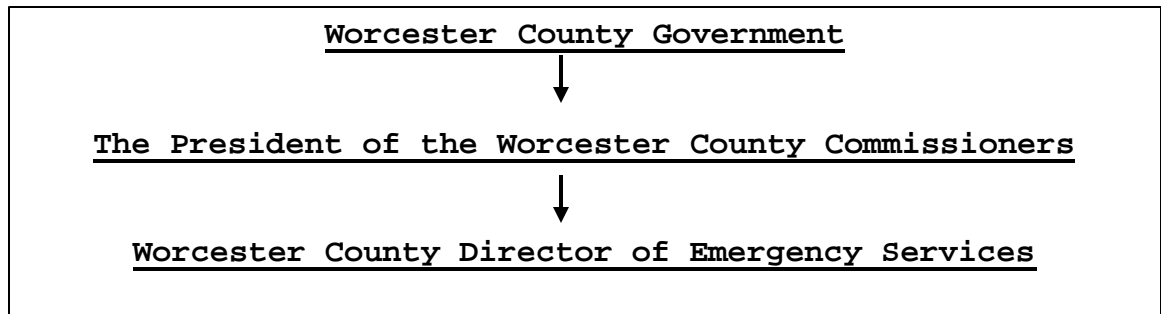 Worcester County Government
The President of the Worcester County Commissioners
Worcester County Director of Emergency Services